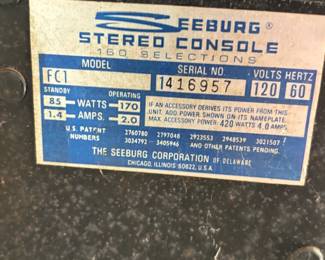 SEEBURG
STEREO CONSOLE
160 SELECTIONS
MODEL SERIAL NO. VOLTS HERTZ
FC1 1416957 120 60
STANDBY OPERATING
85 WATTS 170
1.4 AMPS. 2.0
IF AN ACCESSORY DERIVES ITS POWER FROM THIS
UNIT, ADD POWER SHOWN ON ITS NAMEPLATE.
MAX. ACCESSORY POWER: 420 WATTS 4.0 AMPS.
U.S. PATENT NUMBERS
2760780 2797048 2922553 2948539 3021507
3034792 3405946 AND OTHER PATENTS PENDING.
THE SEEBURG CORPORATION OF DELAWARE
CHICAGO, ILLINOIS 60622, U.S.A.